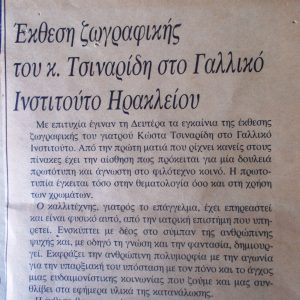 Έκθεση ζωγραφικής
του κ. Τσιναρίδη στο Γαλλικό
Ινστιτούτο Ηρακλείου
Με επιτυχία έγιναν τη Δευτέρα τα εγκαίνια της έκθεσης
ζωγραφικής του γιατρού Κώστα Τσιναρίδη στο Γαλλικό
Ινστιτούτο. Από την πρώτη ματιά που ρίχνει κανείς στους
πίνακες έχει την αίσθηση πως πρόκειται για μία δουλειά
πρωτότυπη και άγνωστη στο φιλότεχνο κοινό. Η πρωτο-
τυπία έγκειται τόσο στην θεματολογία όσο και στη χρήση
των χρωμάτων.
Ο καλλιτέχνης, γιατρός το επάγγελμα, έχει επηρεαστεί
και είναι φυσικό αυτό, από την ιατρική επιστήμη που υπη-
ρετεί. Ενσκύπτει με δέος στο σύμπαν της ανθρώπινης
ψυχής και, με οδηγό τη γνώση και την φαντασία, δημιουρ-
γεί. Εκφράζει την ανθρώπινη πολυμορφία με την αγωνία
για την ύπαρξη του υπόσταση με τον πόνο και το άγχος
μιας ευδαιμονιστικής κοινωνίας που ζούμε και μας συν-
θλίβει στα εφήμερα υλικά της κατανάλωσης.